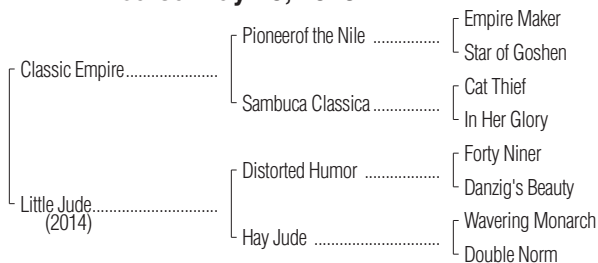 Pioneerof the Nile ................
Empire Maker
Star of Goshen
Classic Empire......................
Sambuca Classica ................
Cat Thief
In Her Glory
Distorted Humor ..................
Forty Niner
Danzig's Beauty
Little Jude..............................
(2014)
Hay Jude ..............................
Wavering Monarch
Double Norm